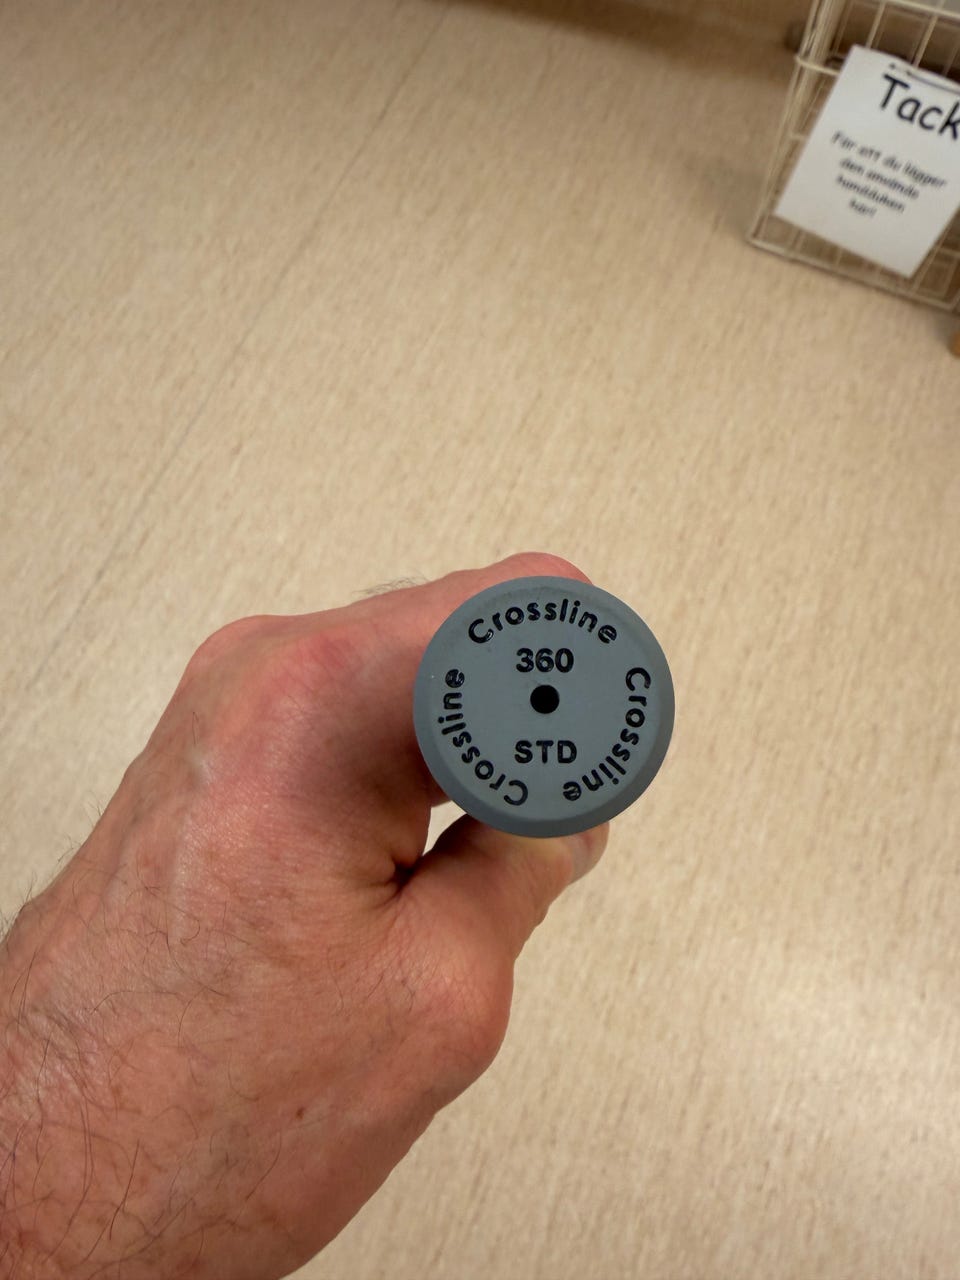 Tack
För att du lägger
den använda
handduken
här!
Crossline
360
STD
Crossline
Crossline